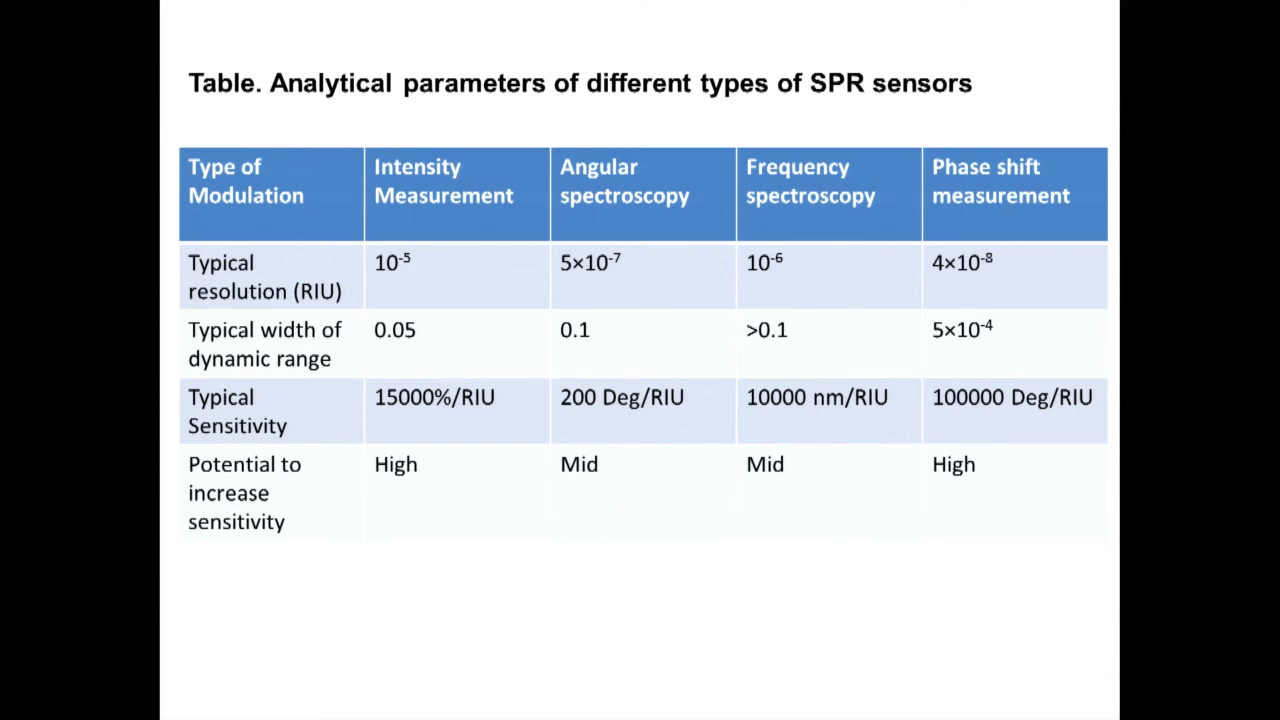 Table. Analytical parameters of different types of SPR sensors
Type of Modulation | Intensity Measurement | Angular spectroscopy | Frequency spectroscopy | Phase shift measurement
Typical resolution (RIU) | 10⁻⁵ | 5×10⁻⁷ | 10⁻⁶ | 4×10⁻⁸
Typical width of dynamic range | 0.05 | 0.1 | >0.1 | 5×10⁻⁴
Typical Sensitivity | 15000%/RIU | 200 Deg/RIU | 10000 nm/RIU | 100000 Deg/RIU
Potential to increase sensitivity | High | Mid | Mid | High